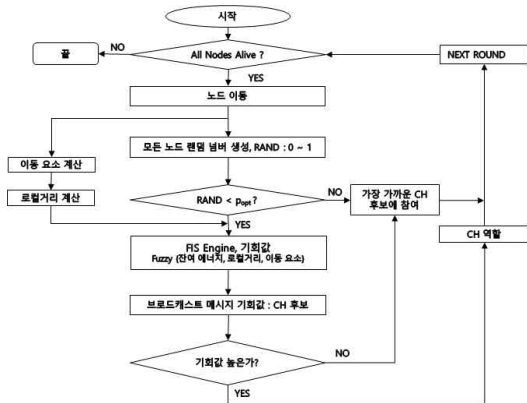 시작
NO
끝
All Nodes Alive ?
NEXT ROUND
YES
노드 이동
모든 노드 랜덤 넘버 생성, RAND : 0 ~ 1
이동 요소 계산
로컬거리 계산
RAND < popt?
NO
가장 가까운 CH
후보에 참여
YES
CH 역할
FIS Engine, 기회값
Fuzzy (잔여 에너지, 로컬거리, 이동 요소)
브로드캐스트 메시지 기회값 : CH 후보
기회값 높은가?
NO
YES